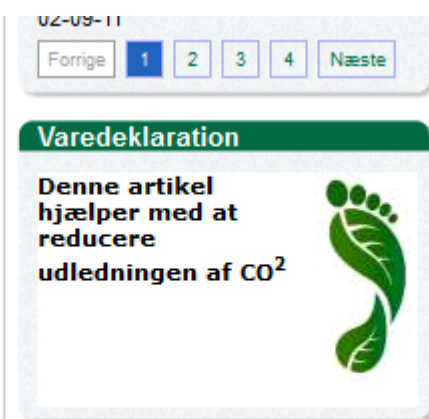 02-09-11
Forrige 1 2 3 4 Næste
Varedeklaration
Denne artikel
hjælper med at
reducere
udledningen af CO²